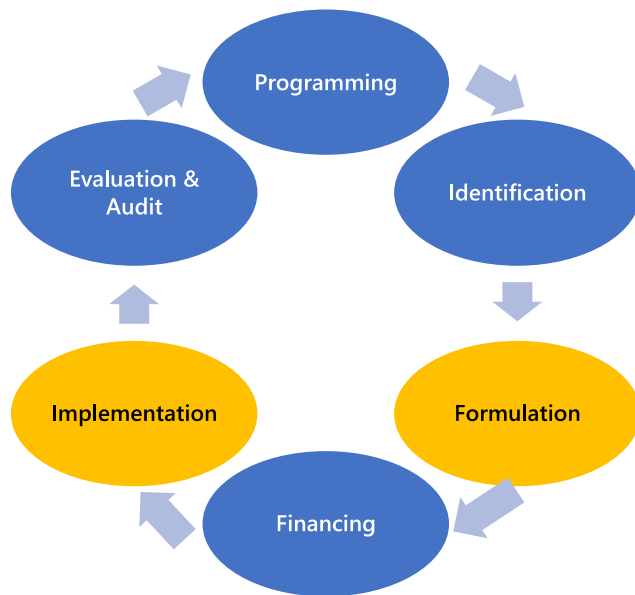 Programming
Identification
Formulation
Financing
Implementation
Evaluation &
Audit